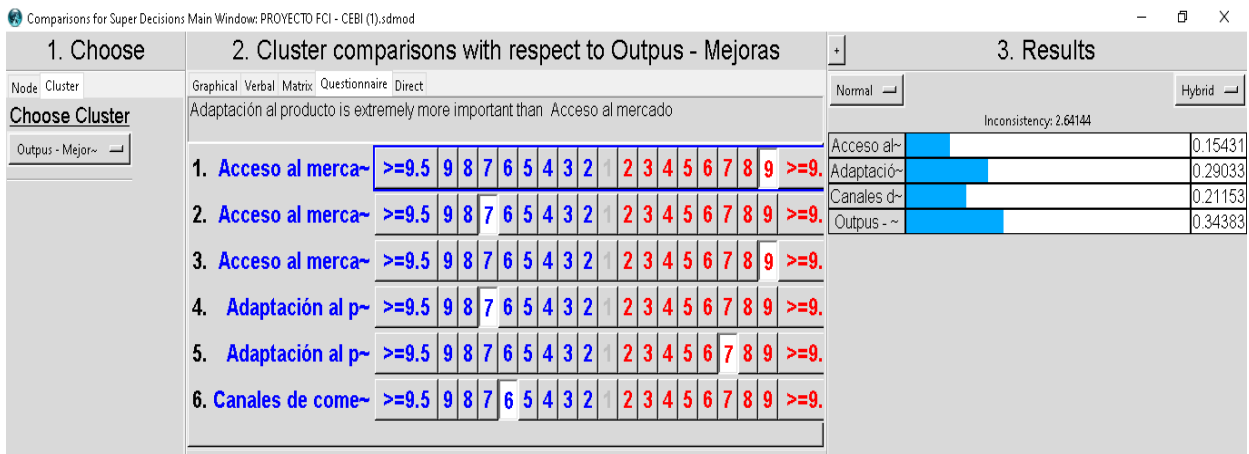 Comparisons for Super Decisions Main Window: PROYECTO FCI - CEBI (1).sdmod
1. Choose
Node Cluster
Choose Cluster
Outpus - Mejor~
2. Cluster comparisons with respect to Outpus - Mejoras
Graphical Verbal Matrix Questionnaire Direct
Adaptación al producto is extremely more important than Acceso al mercado
1. Acceso al merca~ >=9.5 9 8 7 6 5 4 3 2 1 2 3 4 5 6 7 8 9 >=9.
2. Acceso al merca~ >=9.5 9 8 7 6 5 4 3 2 1 2 3 4 5 6 7 8 9 >=9.
3. Acceso al merca~ >=9.5 9 8 7 6 5 4 3 2 1 2 3 4 5 6 7 8 9 >=9.
4. Adaptación al p~ >=9.5 9 8 7 6 5 4 3 2 1 2 3 4 5 6 7 8 9 >=9.
5. Adaptación al p~ >=9.5 9 8 7 6 5 4 3 2 1 2 3 4 5 6 7 8 9 >=9.
6. Canales de come~ >=9.5 9 8 7 6 5 4 3 2 1 2 3 4 5 6 7 8 9 >=9.
+ 3. Results
Normal Hybrid
Inconsistency: 2.64144
Acceso al~ 0.15431
Adaptació~ 0.29033
Canales d~ 0.21153
Outpus - ~ 0.34383